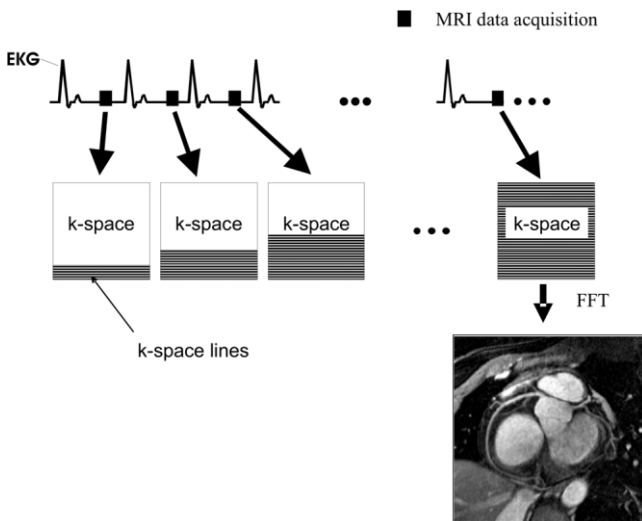 MRI data acquisition
EKG
k-space
k-space
k-space
k-space
FFT
k-space lines